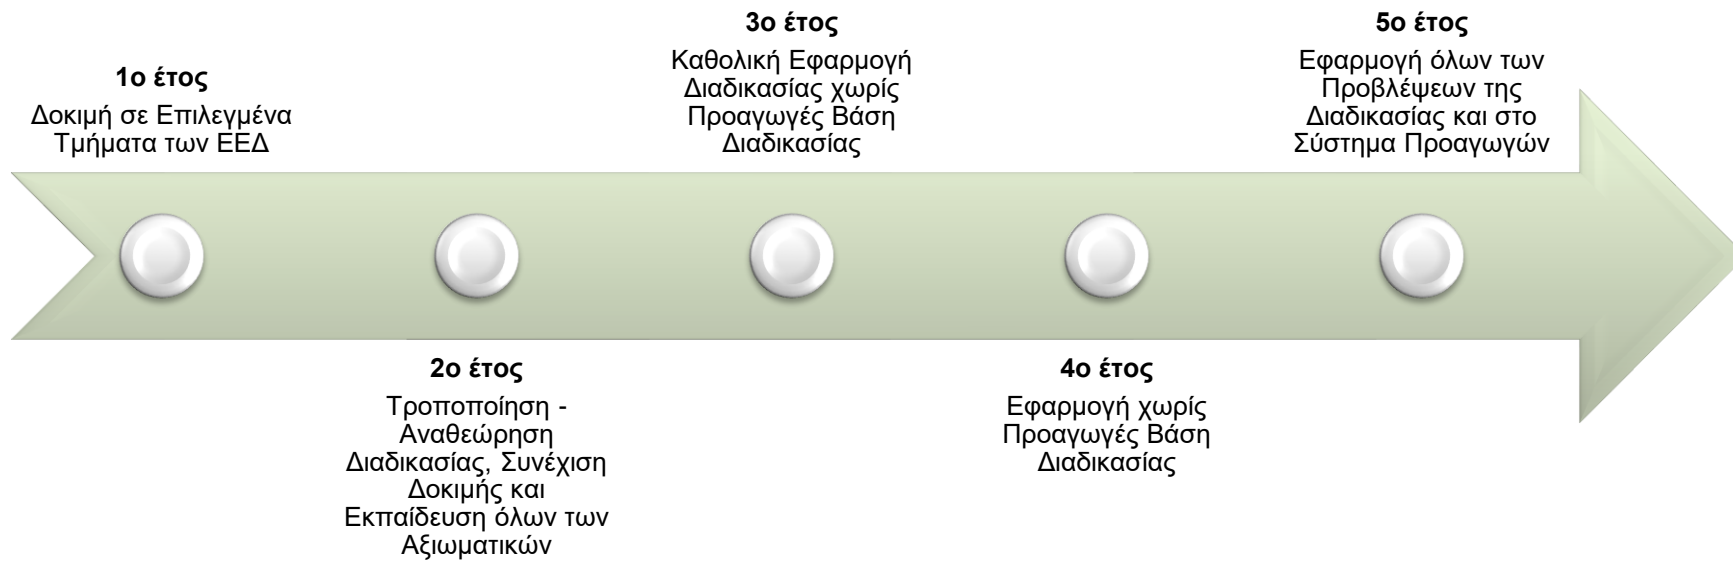 1ο έτος
Δοκιμή σε Επιλεγμένα
Τμήματα των ΕΕΔ
2ο έτος
Τροποποίηση -
Αναθεώρηση
Διαδικασίας, Συνέχιση
Δοκιμής και
Εκπαίδευση όλων των
Αξιωματικών
3ο έτος
Καθολική Εφαρμογή
Διαδικασίας χωρίς
Προαγωγές Βάση
Διαδικασίας
4ο έτος
Εφαρμογή χωρίς
Προαγωγές Βάση
Διαδικασίας
5ο έτος
Εφαρμογή όλων των
Προβλέψεων της
Διαδικασίας και στο
Σύστημα Προαγωγών